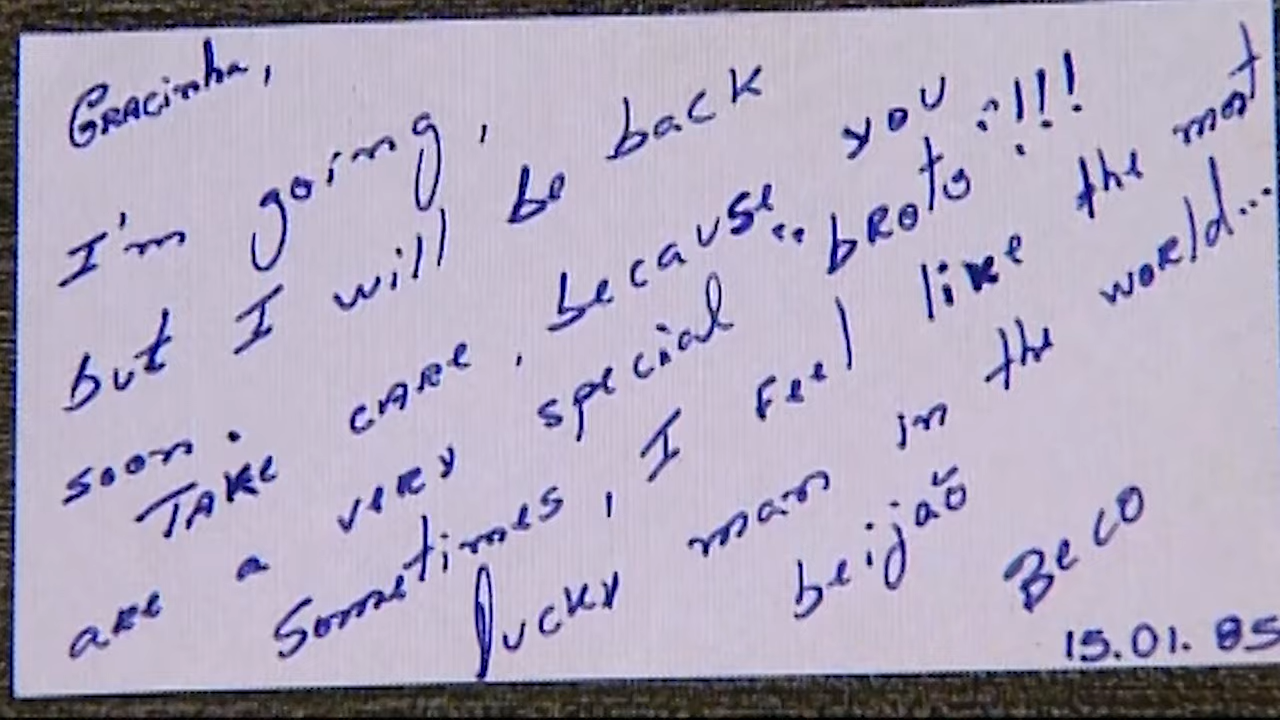 Gracinha,
I'm going,
but I will be back
soon.
Take care, because you
are a very special "broto"!!!
Sometimes, I feel like the most
lucky man in the world...
beijão
Beco
15.01.85